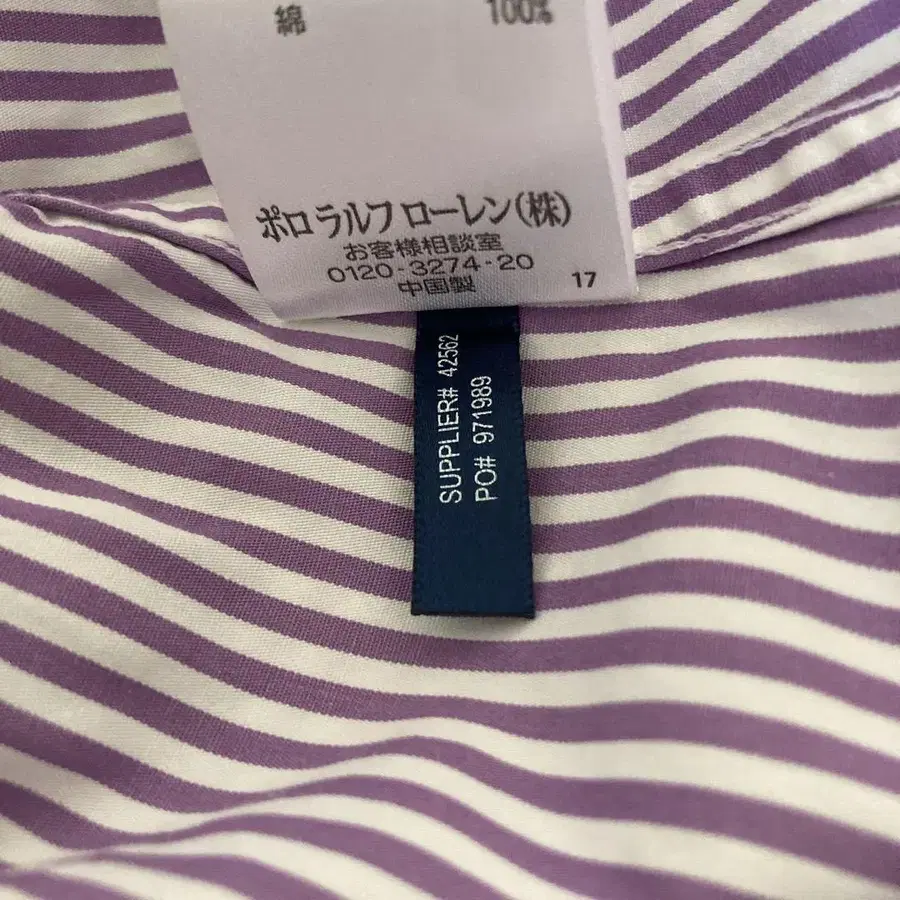 綿 100%
ポロ ラルフ ローレン(株)
お客様相談室
0120-3274-20
中国製
17
SUPPLIER# 42562
PO# 971989